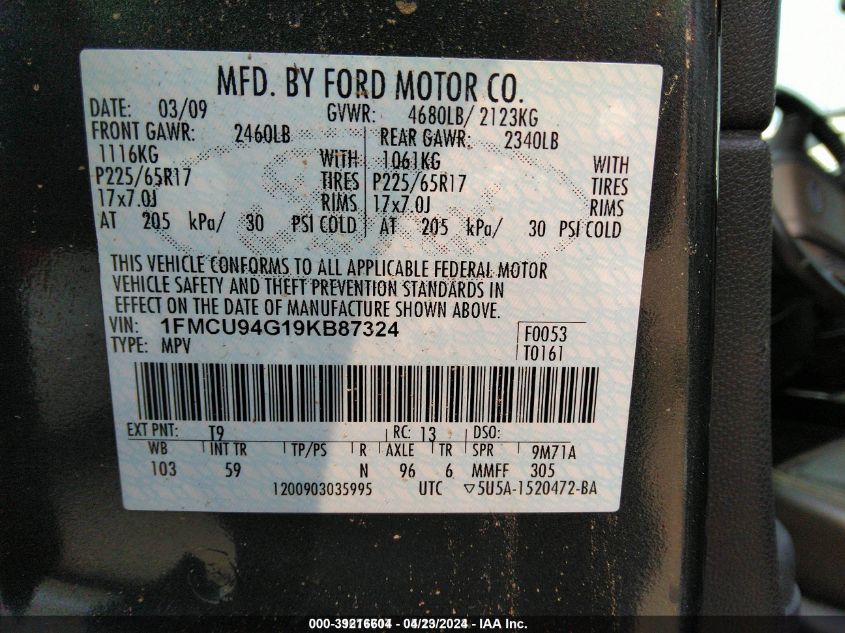 MFD. BY FORD MOTOR CO.
DATE: 03/09 GVWR: 4680LB/ 2123KG
FRONT GAWR: 2460LB REAR GAWR: 2340LB
1116KG WITH 1061KG WITH
P225/65R17 TIRES P225/65R17 TIRES
17x7.0J RIMS 17x7.0J RIMS
AT 205 kPa/ 30 PSI COLD AT 205 kPa/ 30 PSI COLD
THIS VEHICLE CONFORMS TO ALL APPLICABLE FEDERAL MOTOR
VEHICLE SAFETY AND THEFT PREVENTION STANDARDS IN
EFFECT ON THE DATE OF MANUFACTURE SHOWN ABOVE.
VIN: 1FMCU94G19KB87324 F0053
TYPE: MPV T0161
EXT PNT: T9 RC: 13 DSO:
WB INT TR TP/PS R AXLE TR SPR 9M71A
103 59 N 96 6 MMFF 305
1200903035995 UTC ▽5U5A-1520472-BA
04/23/2024 - IAA Inc.